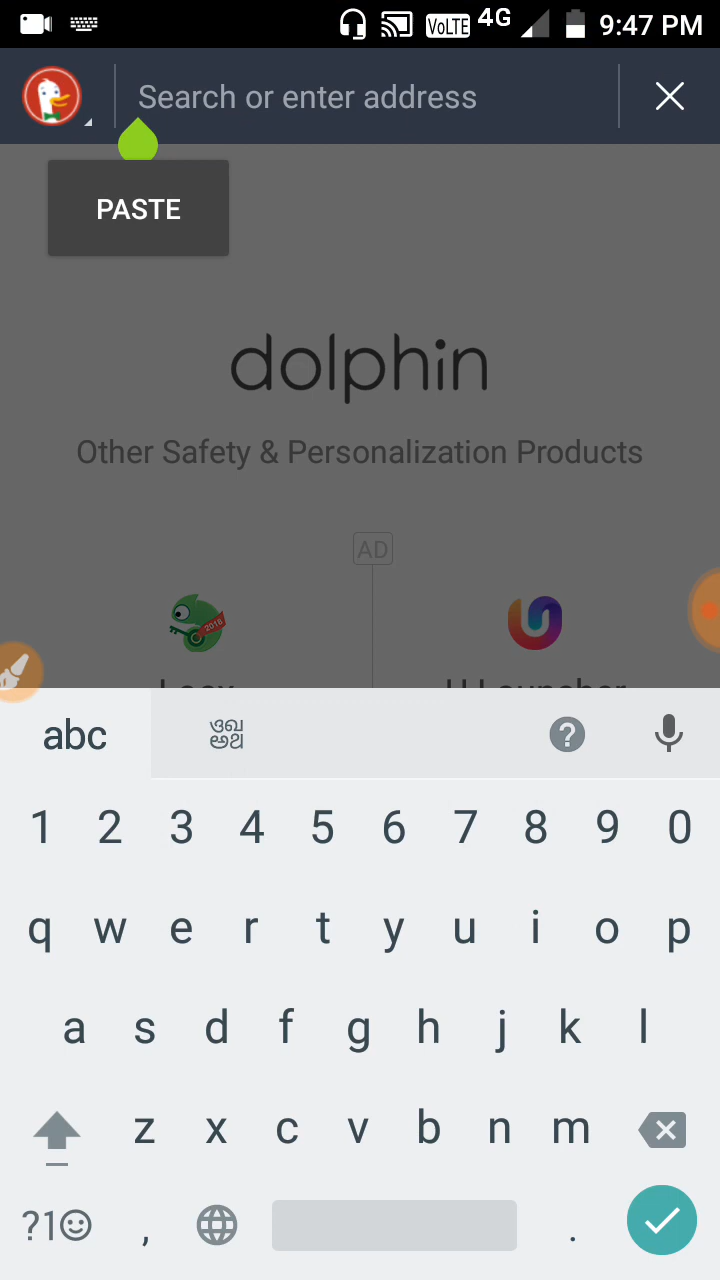 VoLTE 4G 9:47 PM
Search or enter address
PASTE
dolphin
Other Safety & Personalization Products
AD
2016
abc
1 2 3 4 5 6 7 8 9 0
q w e r t y u i o p
a s d f g h j k l
z x c v b n m
?1☺ , .